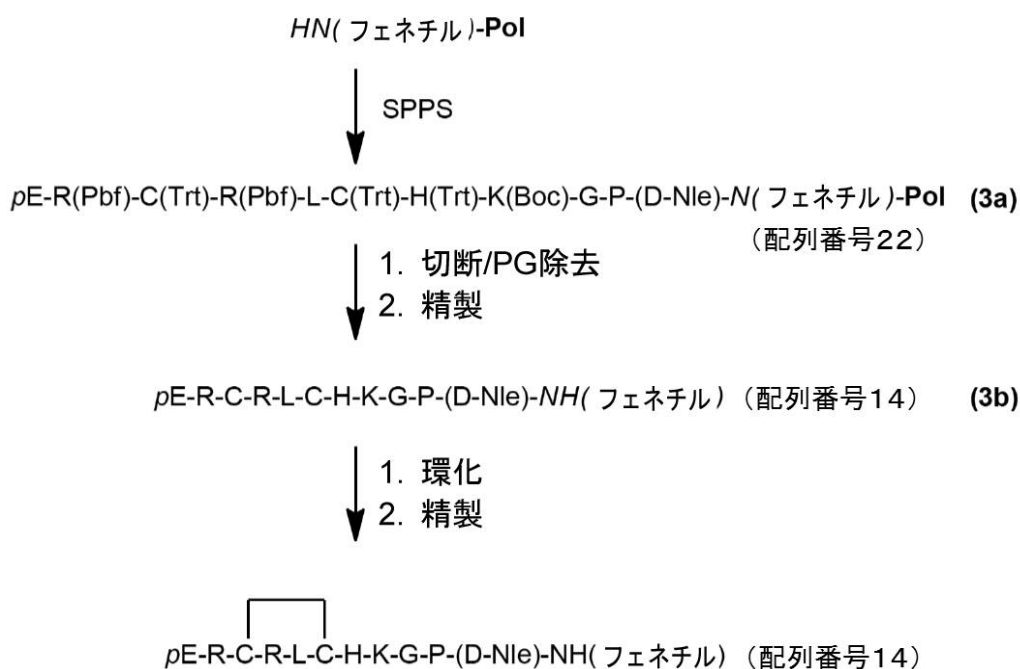 HN(フェネチル)-Pol
SPPS
pE-R(Pbf)-C(Trt)-R(Pbf)-L-C(Trt)-H(Trt)-K(Boc)-G-P-(D-Nle)-N(フェネチル)-Pol (3a)
(配列番号22)
1. 切断/PG除去
2. 精製
pE-R-C-R-L-C-H-K-G-P-(D-Nle)-NH(フェネチル) (配列番号14) (3b)
1. 環化
2. 精製
pE-R-C-R-L-C-H-K-G-P-(D-Nle)-NH(フェネチル) (配列番号14)